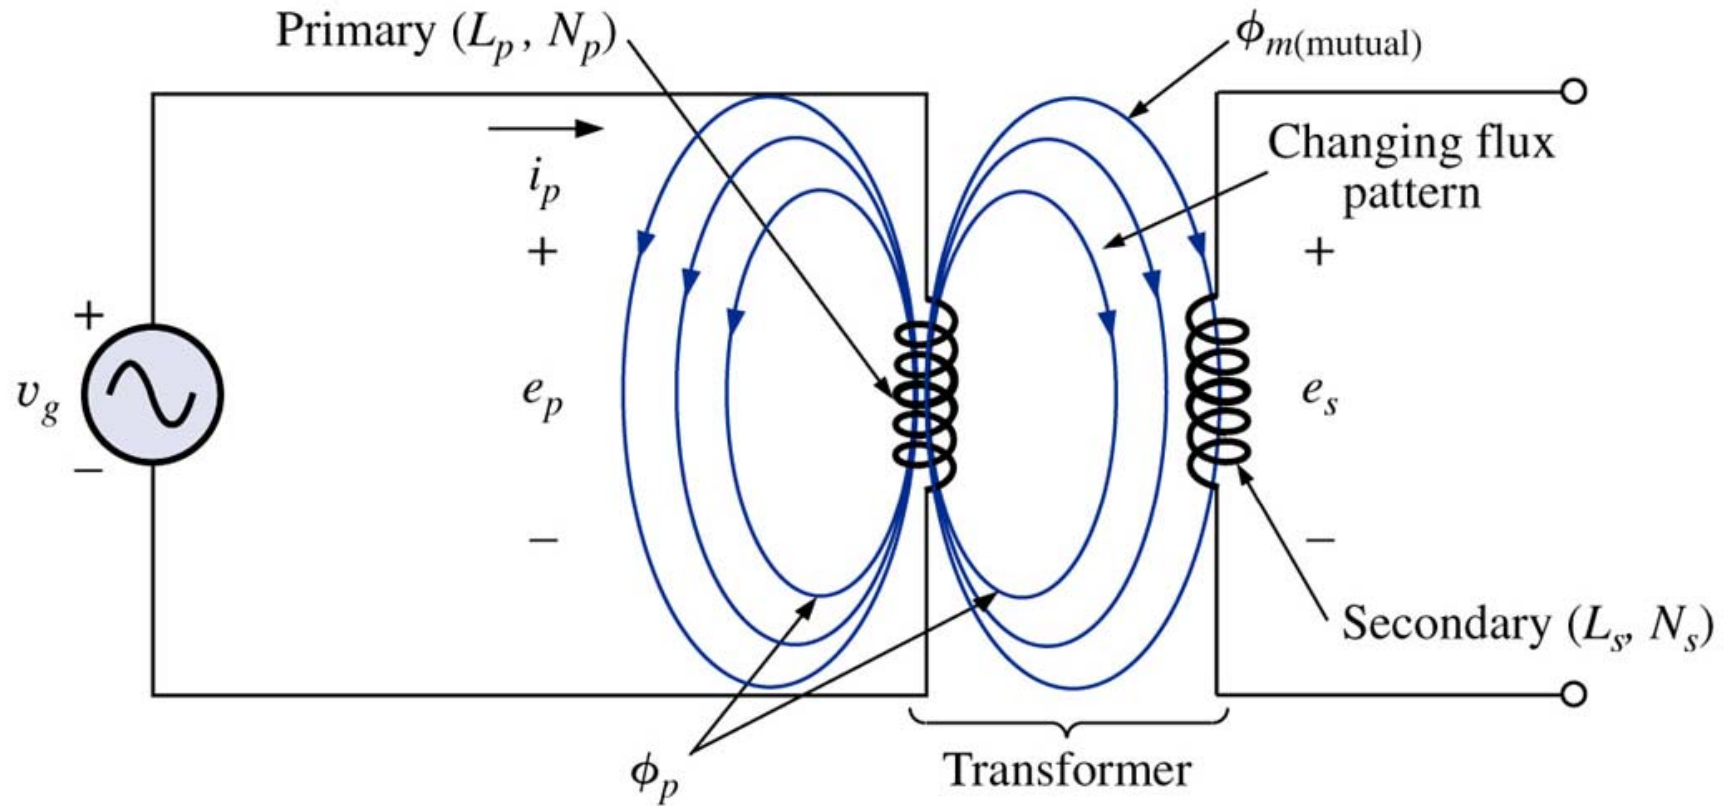 Primary (Lₚ, Nₚ)
ϕm(mutual)
Changing flux
pattern
iₚ
+
+
+
vg
−
eₚ
eₛ
−
−
Secondary (Lₛ, Nₛ)
ϕₚ
Transformer